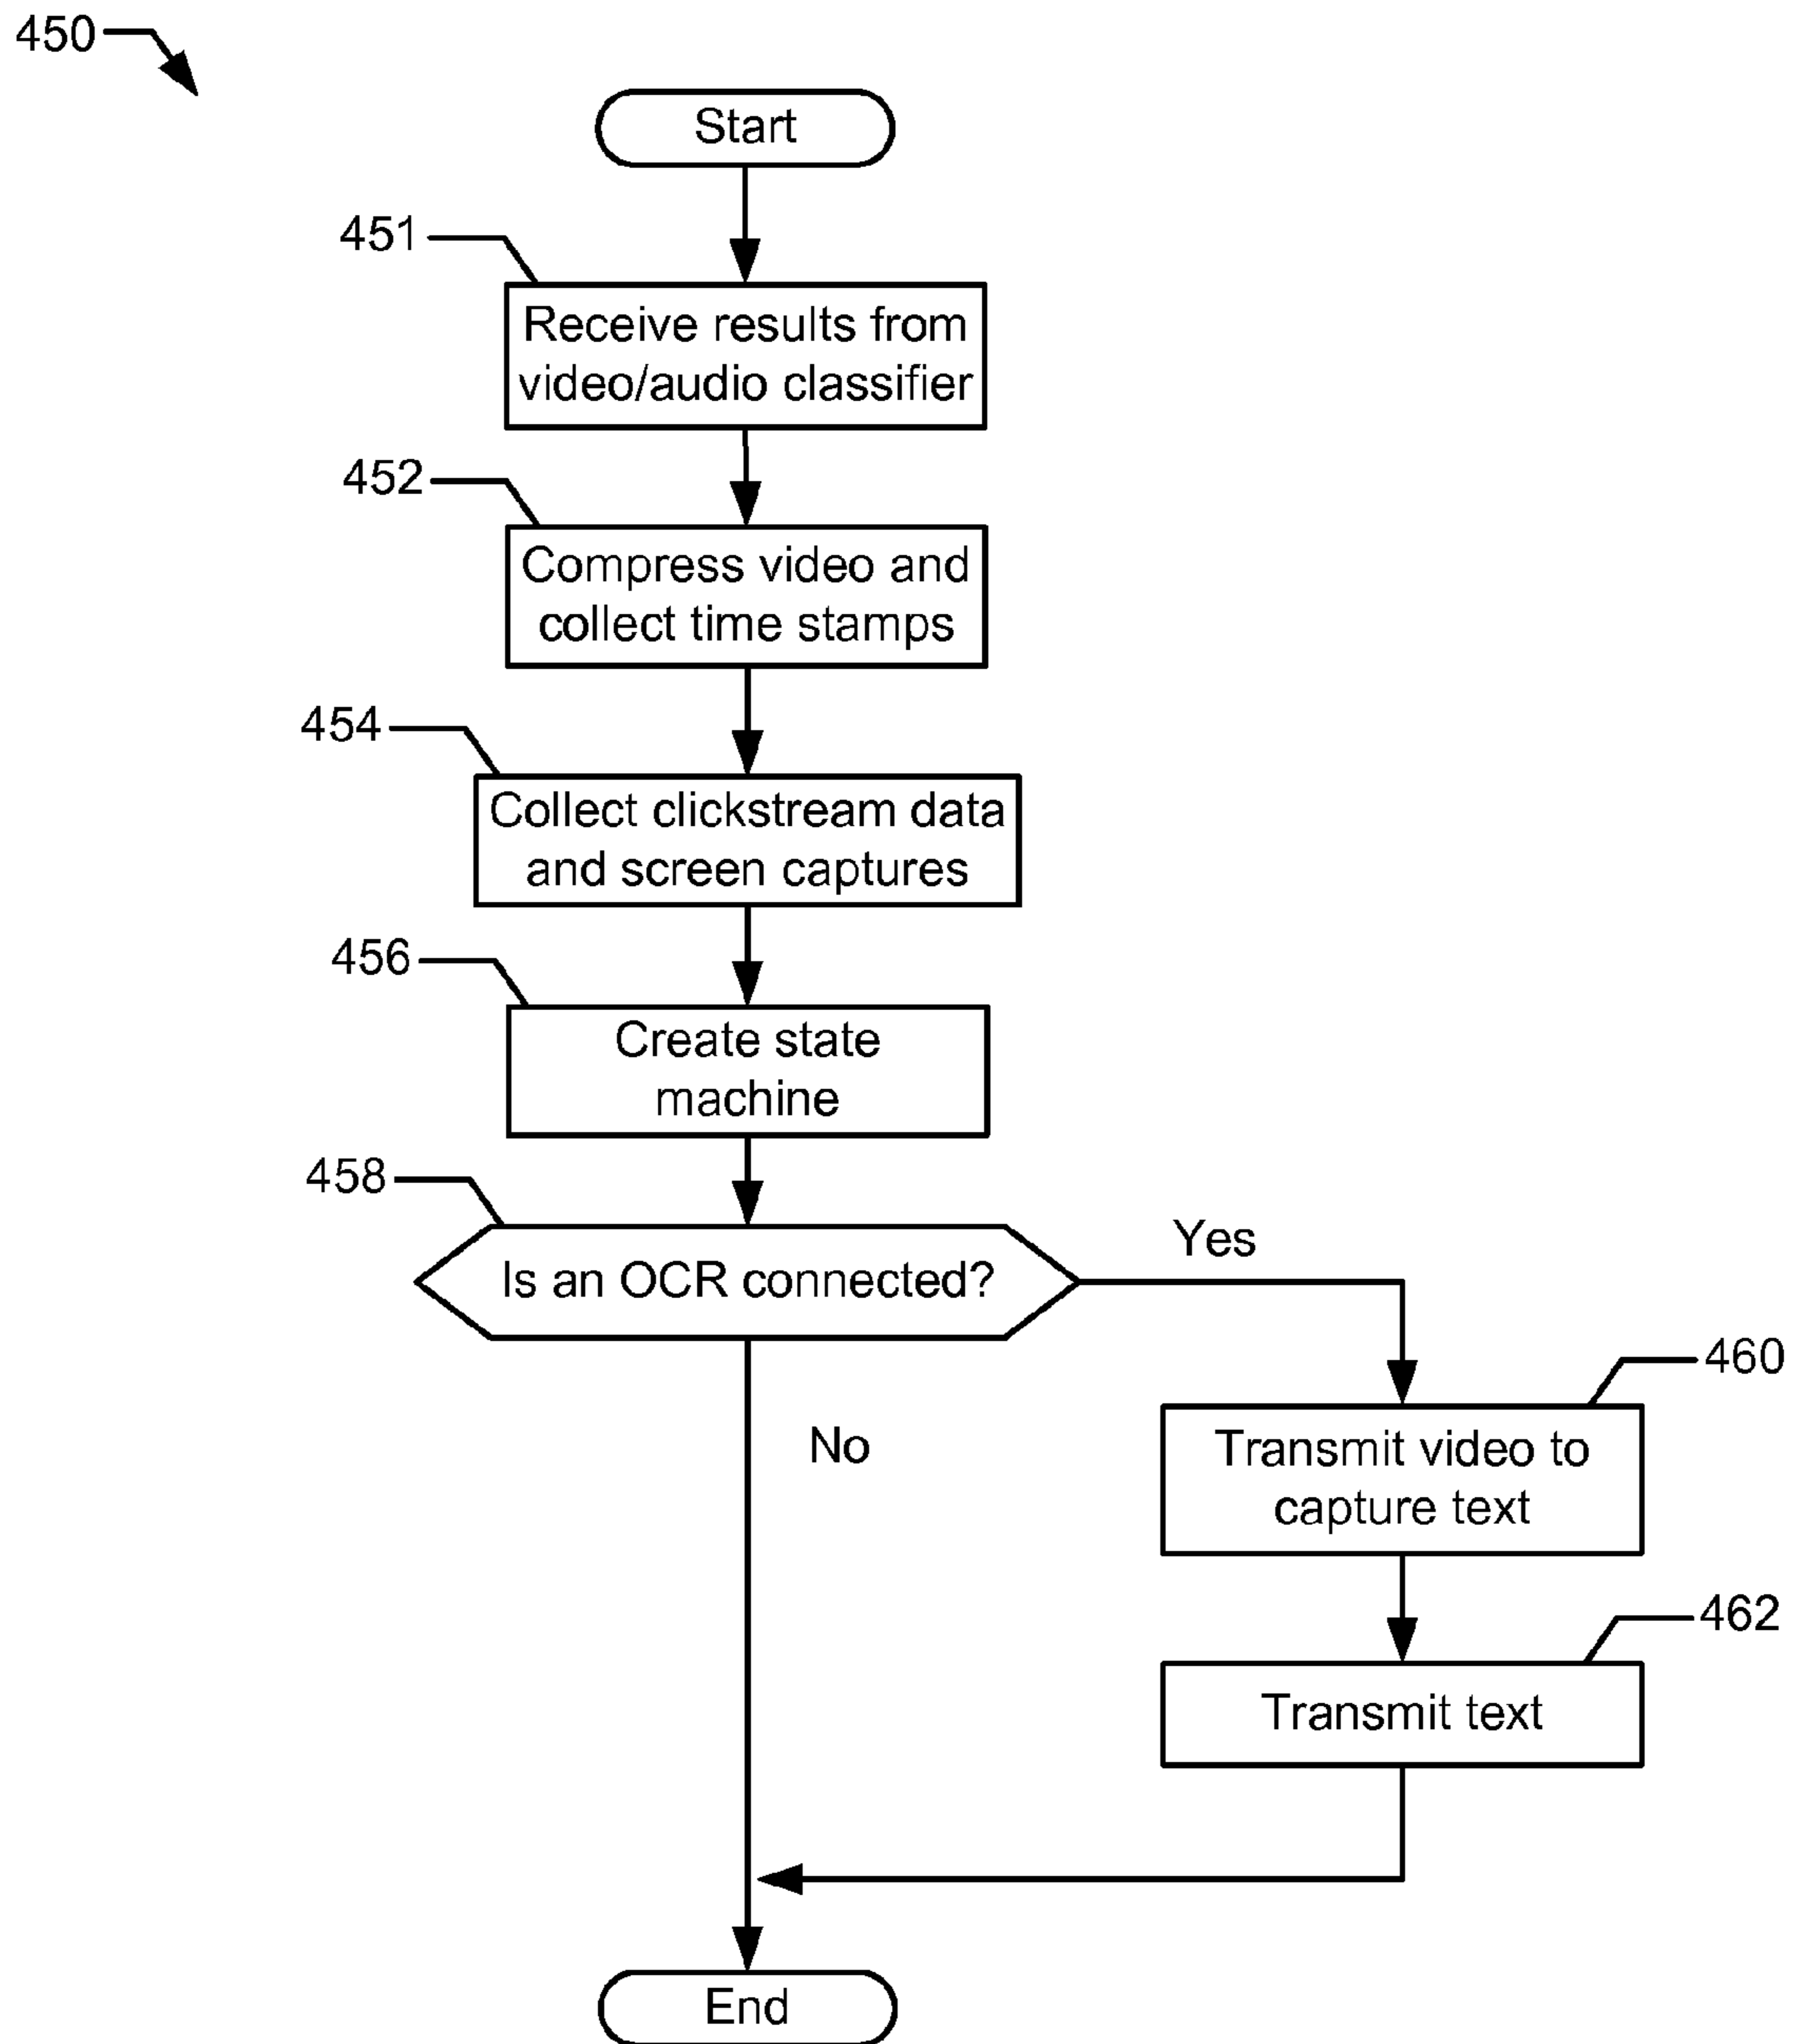 450
Start
451
Receive results from
video/audio classifier
452
Compress video and
collect time stamps
454
Collect clickstream data
and screen captures
456
Create state
machine
458
Is an OCR connected?
Yes
No
460
Transmit video to
capture text
462
Transmit text
End